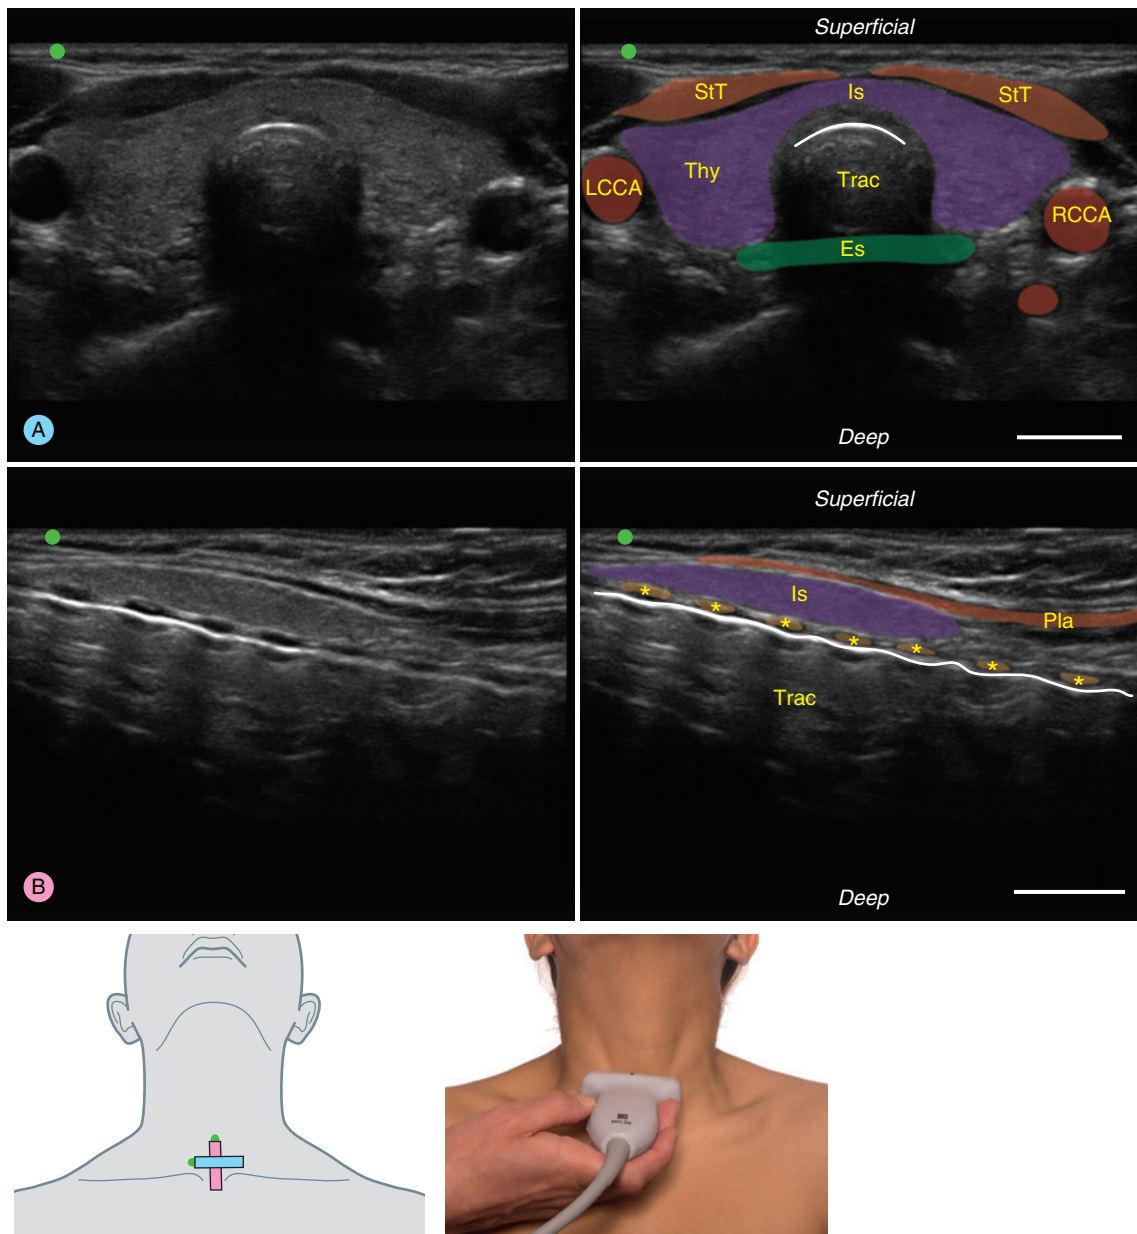 Superficial
StT
Is
StT
Thy
Trac
LCCA
RCCA
Es
A
Deep
Superficial
*
Is
*
*
Pla
*
*
*
*
Trac
B
Deep